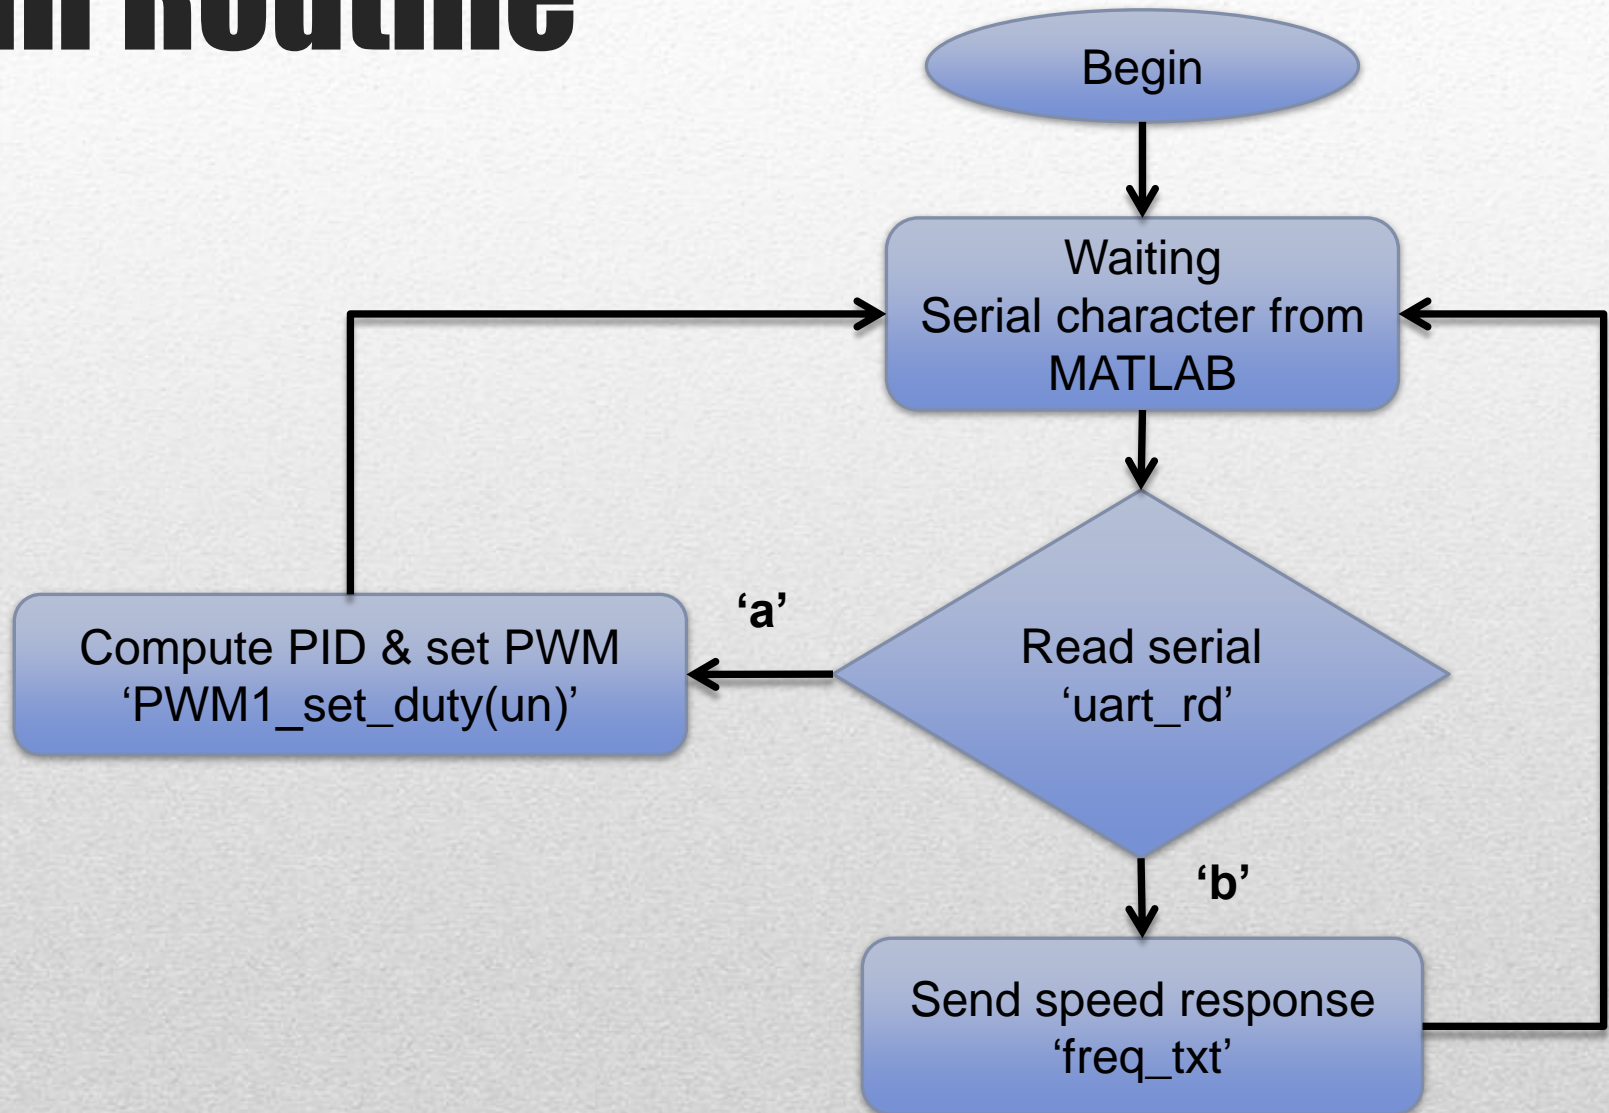 Routine
Begin
Waiting
Serial character from
MATLAB
‘a’
Compute PID & set PWM
‘PWM1_set_duty(un)’
Read serial
‘uart_rd’
‘b’
Send speed response
‘freq_txt’